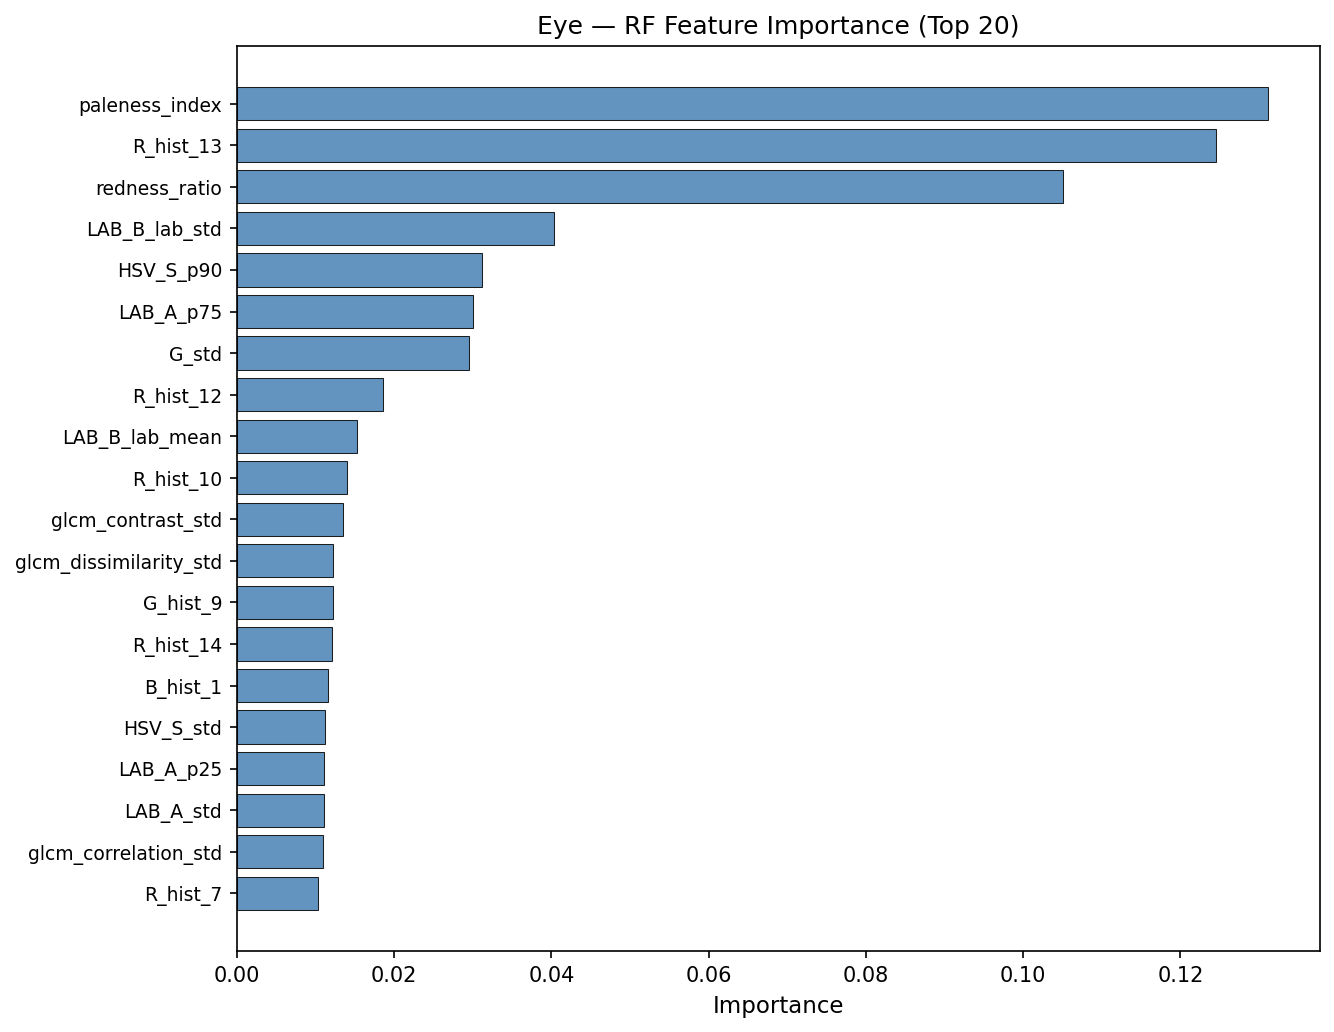 Eye — RF Feature Importance (Top 20)
paleness_index
R_hist_13
redness_ratio
LAB_B_lab_std
HSV_S_p90
LAB_A_p75
G_std
R_hist_12
LAB_B_lab_mean
R_hist_10
glcm_contrast_std
glcm_dissimilarity_std
G_hist_9
R_hist_14
B_hist_1
HSV_S_std
LAB_A_p25
LAB_A_std
glcm_correlation_std
R_hist_7
0.00 0.02 0.04 0.06 0.08 0.10 0.12
Importance